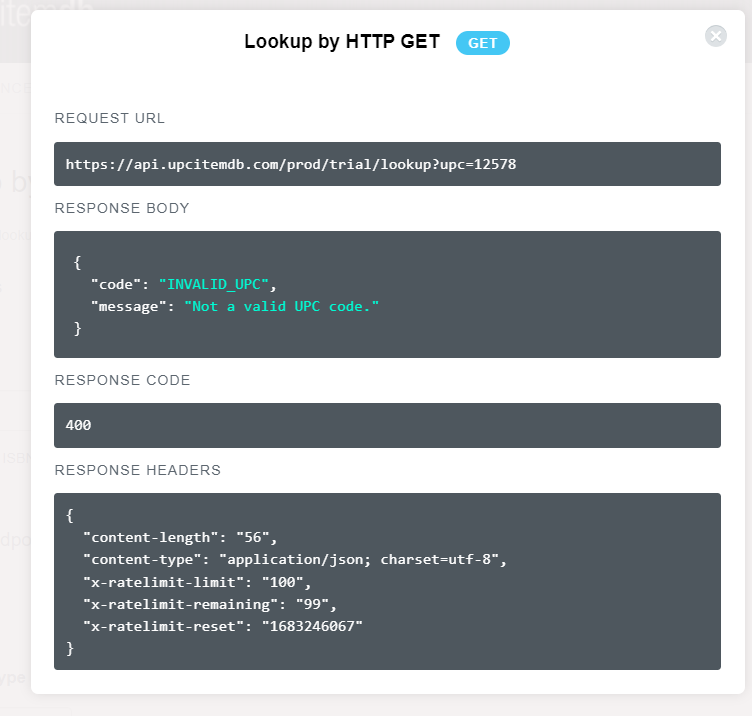 itemdb
Lookup by HTTP GET GET
REQUEST URL
https://api.upcitemdb.com/prod/trial/lookup?upc=12578
RESPONSE BODY
{
"code": "INVALID_UPC",
"message": "Not a valid UPC code."
}
RESPONSE CODE
400
RESPONSE HEADERS
{
"content-length": "56",
"content-type": "application/json; charset=utf-8",
"x-ratelimit-limit": "100",
"x-ratelimit-remaining": "99",
"x-ratelimit-reset": "1683246067"
}